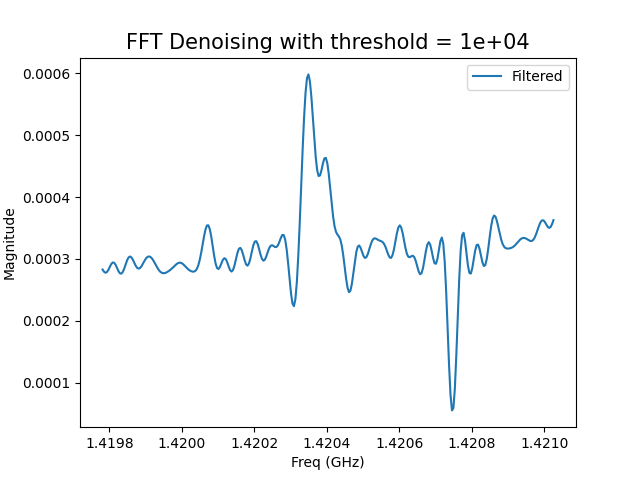 FFT Denoising with threshold = 1e+04
Filtered
0.0006
0.0005
0.0004
0.0003
0.0002
0.0001
Magnitude
1.4198 1.4200 1.4202 1.4204 1.4206 1.4208 1.4210
Freq (GHz)